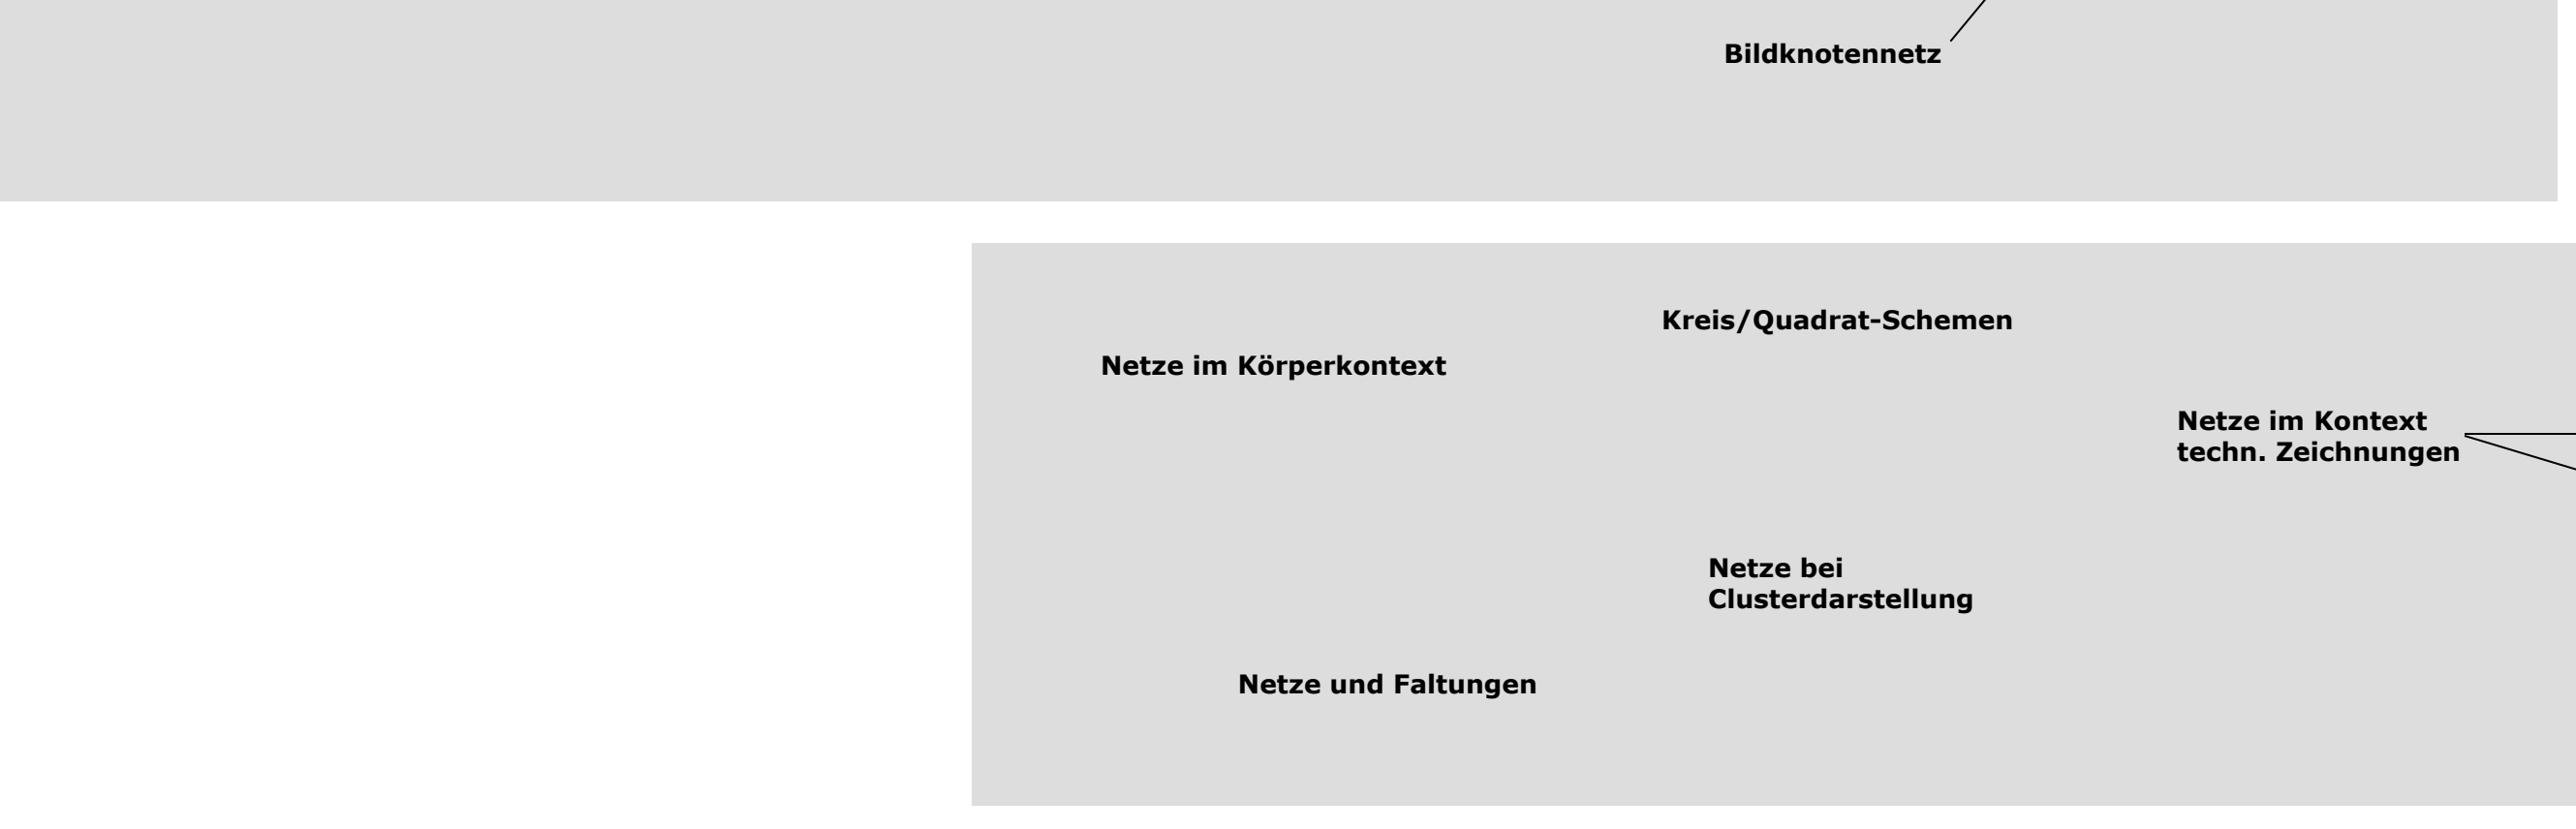 Bildknotennetz
Kreis/Quadrat-Schemen
Netze im Körperkontext
Netze im Kontext
techn. Zeichnungen
Netze bei
Clusterdarstellung
Netze und Faltungen